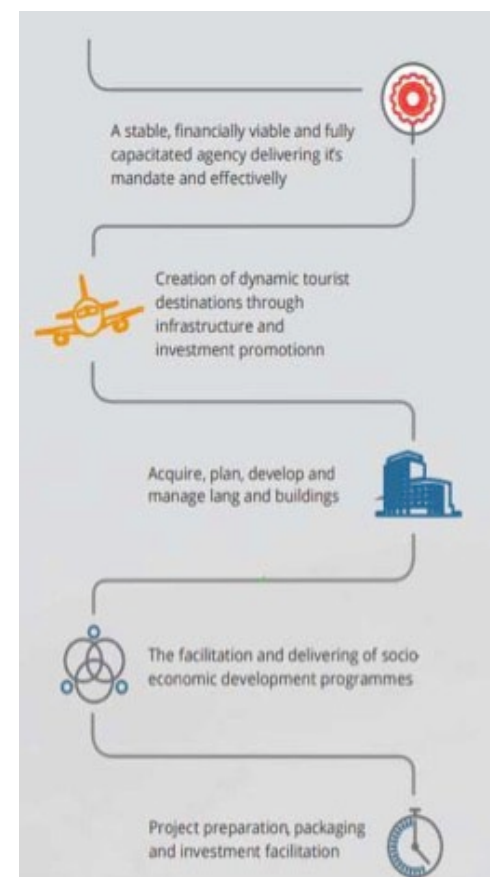 A stable, financially viable and fully
capacitated agency delivering it's
mandate and effectivelly
Creation of dynamic tourist
destinations through
infrastructure and
investment promotionn
Acquire, plan, develop and
manage lang and buildings
The facilitation and delivering of socio
economic development programmes
Project preparation, packaging
and investment facilitation